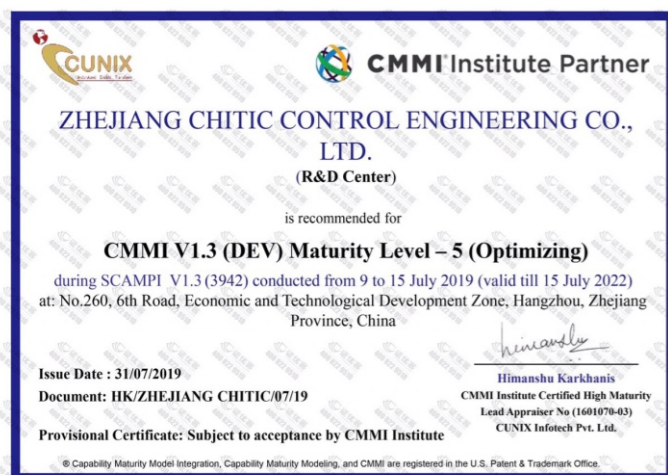 CUNIX
CMMI Institute Partner
ZHEJIANG CHITIC CONTROL ENGINEERING CO.,
LTD.
(R&D Center)
is recommended for
CMMI V1.3 (DEV) Maturity Level – 5 (Optimizing)
during SCAMPI V1.3 (3942) conducted from 9 to 15 July 2019 (valid till 15 July 2022)
at: No.260, 6th Road, Economic and Technological Development Zone, Hangzhou, Zhejiang
Province, China
Issue Date : 31/07/2019
Document: HK/ZHEJIANG CHITIC/07/19
Provisional Certificate: Subject to acceptance by CMMI Institute
Himanshu Karkhanis
CMMI Institute Certified High Maturity
Lead Appraiser No (1601070-03)
CUNIX Infotech Pvt. Ltd.
® Capability Maturity Model Integration, Capability Maturity Modeling, and CMMI are registered in the U.S. Patent & Trademark Office.